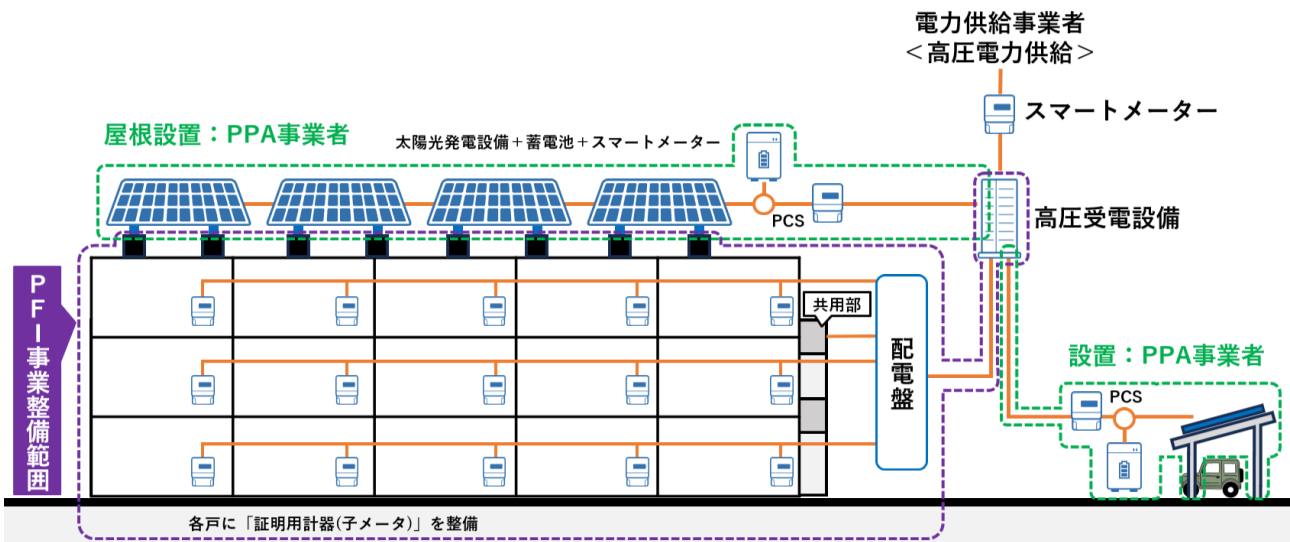 電力供給事業者
＜高圧電力供給＞
スマートメーター
屋根設置：PPA事業者
太陽光発電設備＋蓄電池＋スマートメーター
PCS
高圧受電設備
PFI事業整備範囲
共用部
配電盤
設置：PPA事業者
PCS
各戸に「証明用計器(子メータ)」を整備